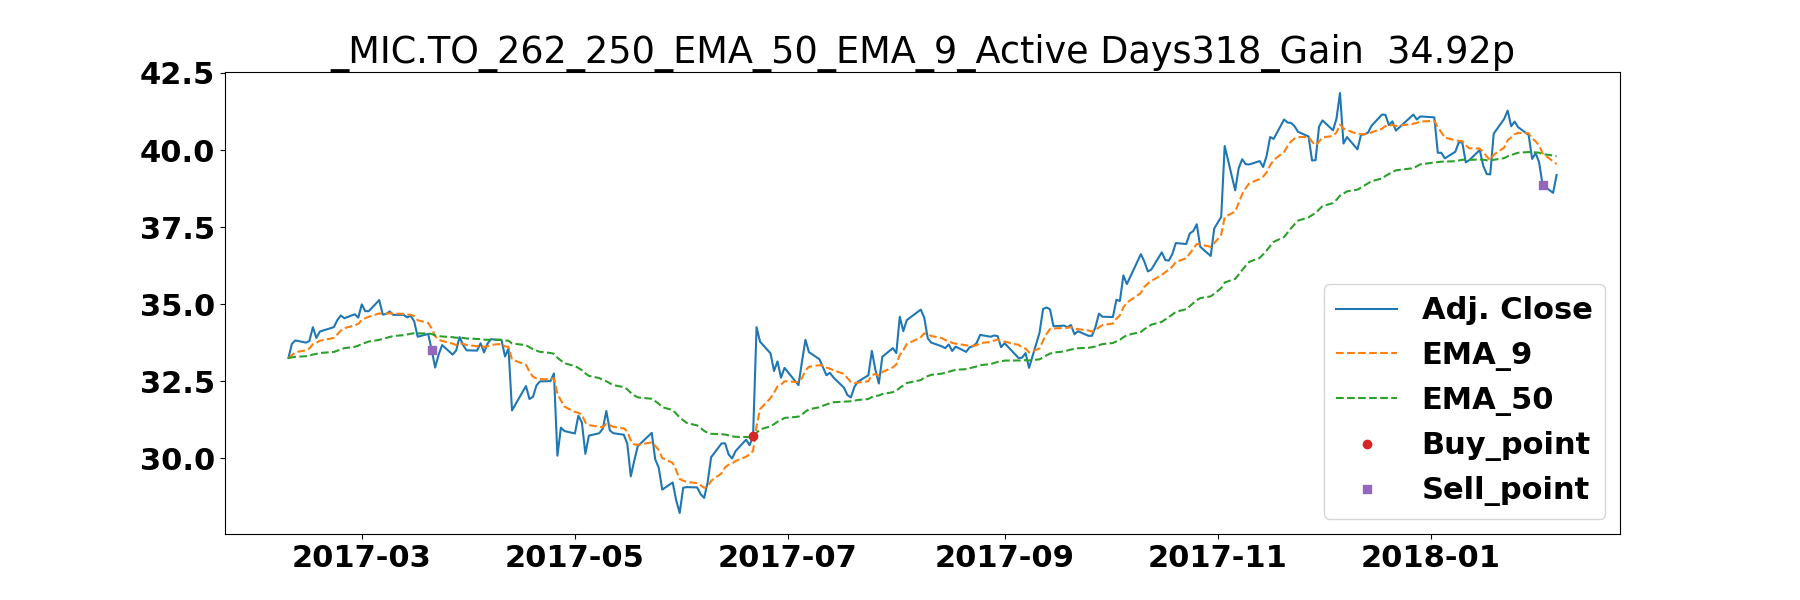 _MIC.TO_262_250_EMA_50_EMA_9_Active Days318_Gain  34.92p
42.5
40.0
37.5
35.0
32.5
30.0
Adj. Close
EMA_9
EMA_50
Buy_point
Sell_point
2017-03 2017-05 2017-07 2017-09 2017-11 2018-01